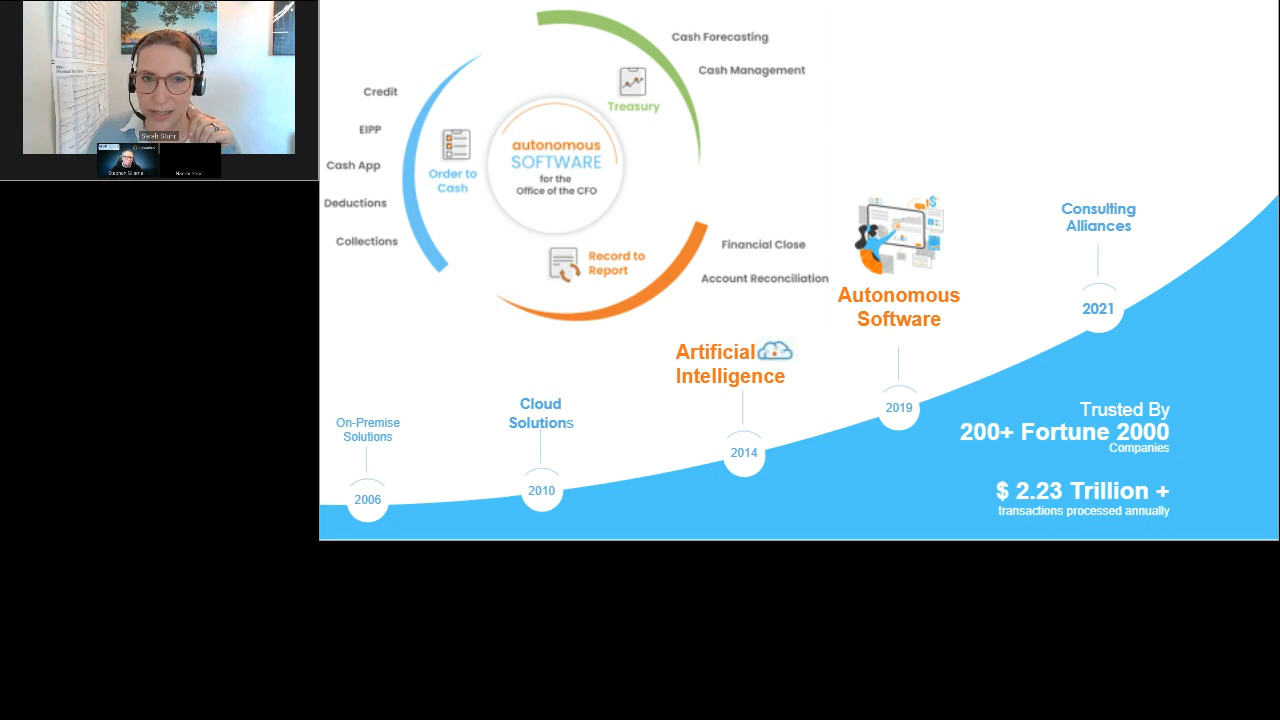 Sarah Stuhr
Cash Forecasting
Cash Management
Treasury
Credit
EIPP
Cash App
Deductions
Collections
Order to
Cash
autonomous
SOFTWARE
for the
Office of the CFO
Record to
Report
Financial Close
Account Reconciliation
On-Premise
Solutions
2006
Cloud
Solutions
2010
Artificial
Intelligence
2014
Autonomous
Software
2019
Consulting
Alliances
2021
Trusted By
200+ Fortune 2000
Companies
$ 2.23 Trillion +
transactions processed annually